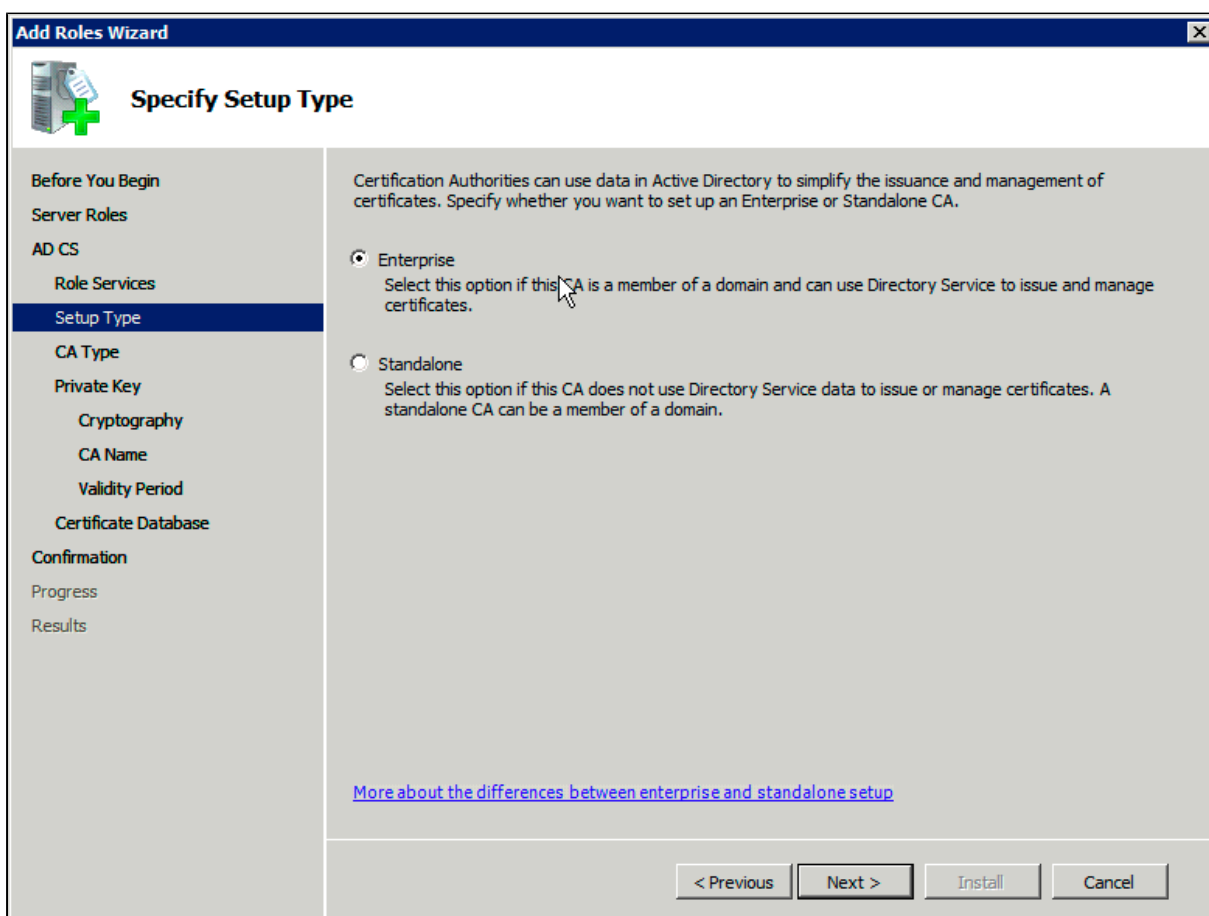 Add Roles Wizard
Specify Setup Type
Before You Begin
Server Roles
AD CS
Role Services
Setup Type
CA Type
Private Key
Cryptography
CA Name
Validity Period
Certificate Database
Confirmation
Progress
Results
Certification Authorities can use data in Active Directory to simplify the issuance and management of
certificates. Specify whether you want to set up an Enterprise or Standalone CA.
Enterprise
Select this option if this CA is a member of a domain and can use Directory Service to issue and manage
certificates.
Standalone
Select this option if this CA does not use Directory Service data to issue or manage certificates. A
standalone CA can be a member of a domain.
More about the differences between enterprise and standalone setup
< Previous
Next >
Install
Cancel